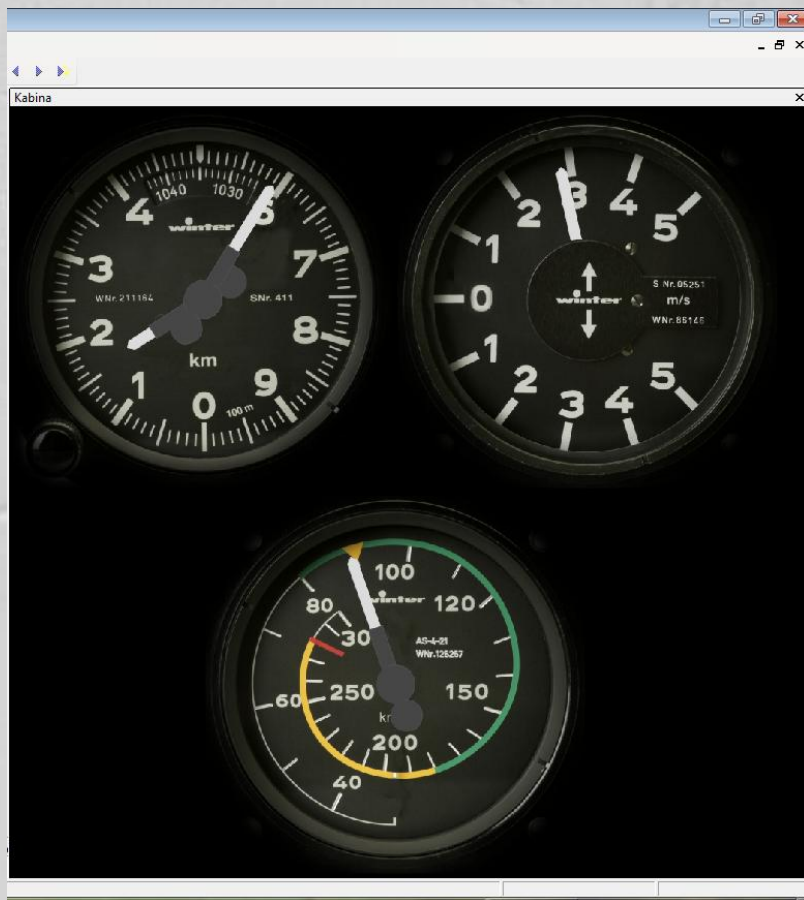 Kabina
1040 1030
4 6
winter
3 7
WNr. 211164 SNr. 411
2 8
km
1 9
0 100 m
3
2 4
5
1
S Nr. 05251
0 winter m/s
WNr. 85145
1
2 5
3 4
100
80 winter 120
30 AS-4-21
WNr. 126267
60 250 150
200
40